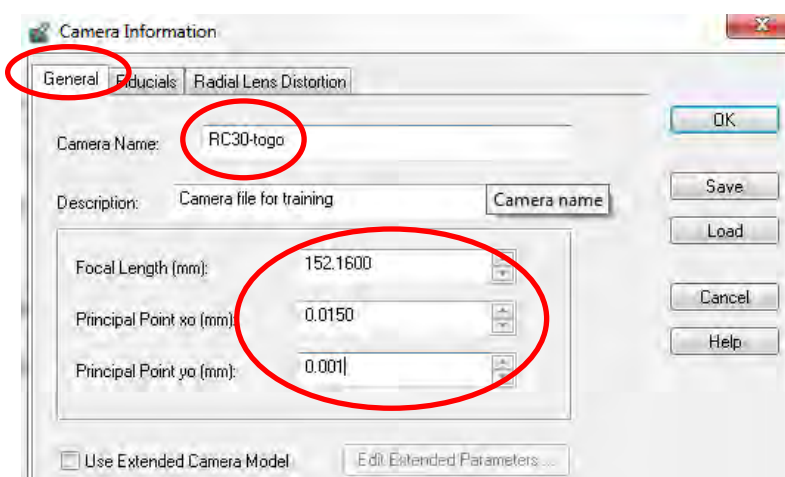 Camera Information
General Fiducials Radial Lens Distortion
OK
Camera Name: RC30-togo
Save
Description: Camera file for training
Camera name
Load
Focal Length (mm): 152.1600
Cancel
Principal Point xo (mm): 0.0150
Help
Principal Point yo (mm): 0.001
Use Extended Camera Model Edit Extended Parameters ...